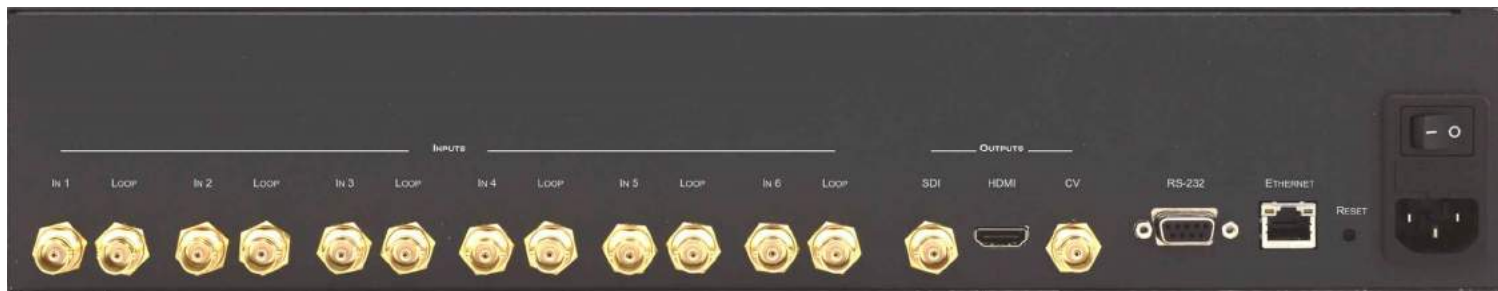 INPUTS
OUTPUTS
IN 1 LOOP IN 2 LOOP IN 3 LOOP IN 4 LOOP IN 5 LOOP IN 6 LOOP SDI HDMI CV RS-232 ETHERNET
RESET